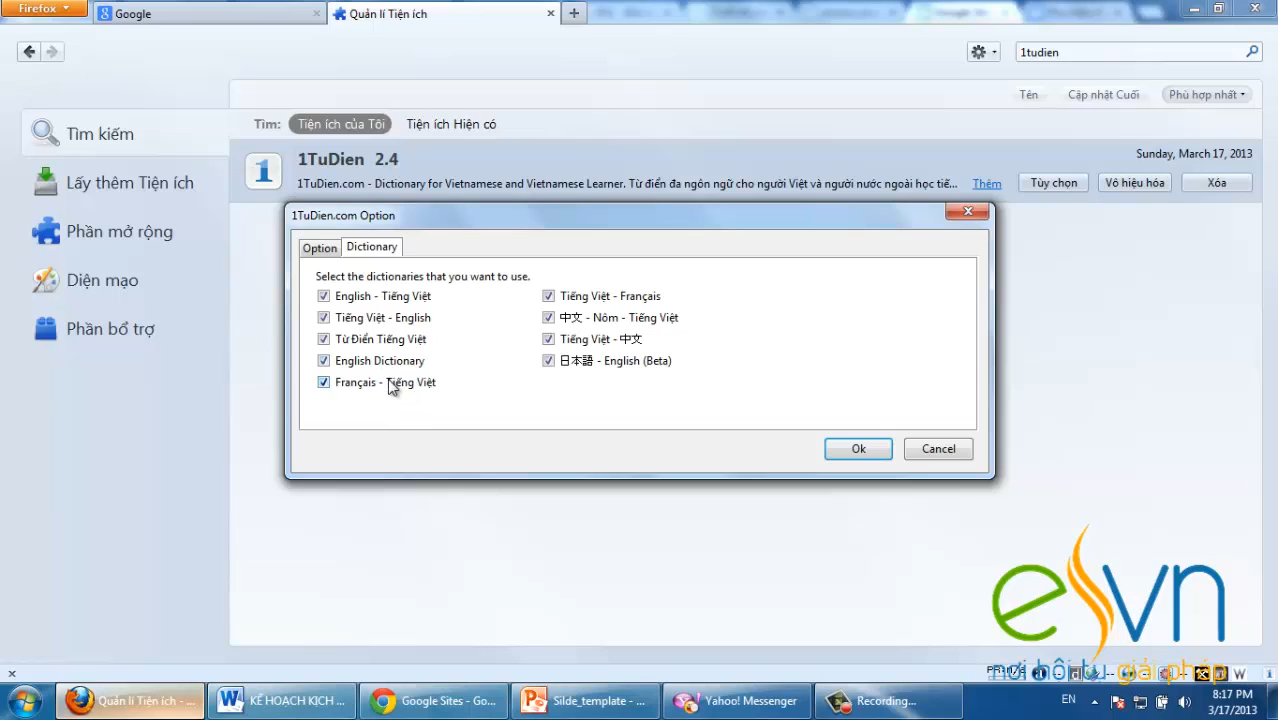 Firefox
Google
Quản lí Tiện ích
1tudien
Tên
Cập nhật Cuối
Phù hợp nhất
Tìm kiếm
Tìm:
Tiện ích của Tôi
Tiện ích Hiện có
1
1TuDien 2.4
Sunday, March 17, 2013
Lấy thêm Tiện ích
1TuDien.com - Dictionary for Vietnamese and Vietnamese Learner. Từ điển đa ngôn ngữ cho người Việt và người nước ngoài học tiế...
Thêm
Tùy chọn
Vô hiệu hóa
Xóa
1TuDien.com Option
Phần mở rộng
Option
Dictionary
Diện mạo
Select the dictionaries that you want to use.
English - Tiếng Việt
Tiếng Việt - Français
Tiếng Việt - English
中文 - Nôm - Tiếng Việt
Phần bổ trợ
Từ Điển Tiếng Việt
Tiếng Việt - 中文
English Dictionary
日本語 - English (Beta)
Français - Tiếng Việt
Ok
Cancel
esvn
nơi hội tụ giải pháp
Quản lí Tiện ích - ...
KẾ HOẠCH KỊCH ...
Google Sites - Go...
Silde_template - ...
Yahoo! Messenger
Recording...
EN
8:17 PM
3/17/2013